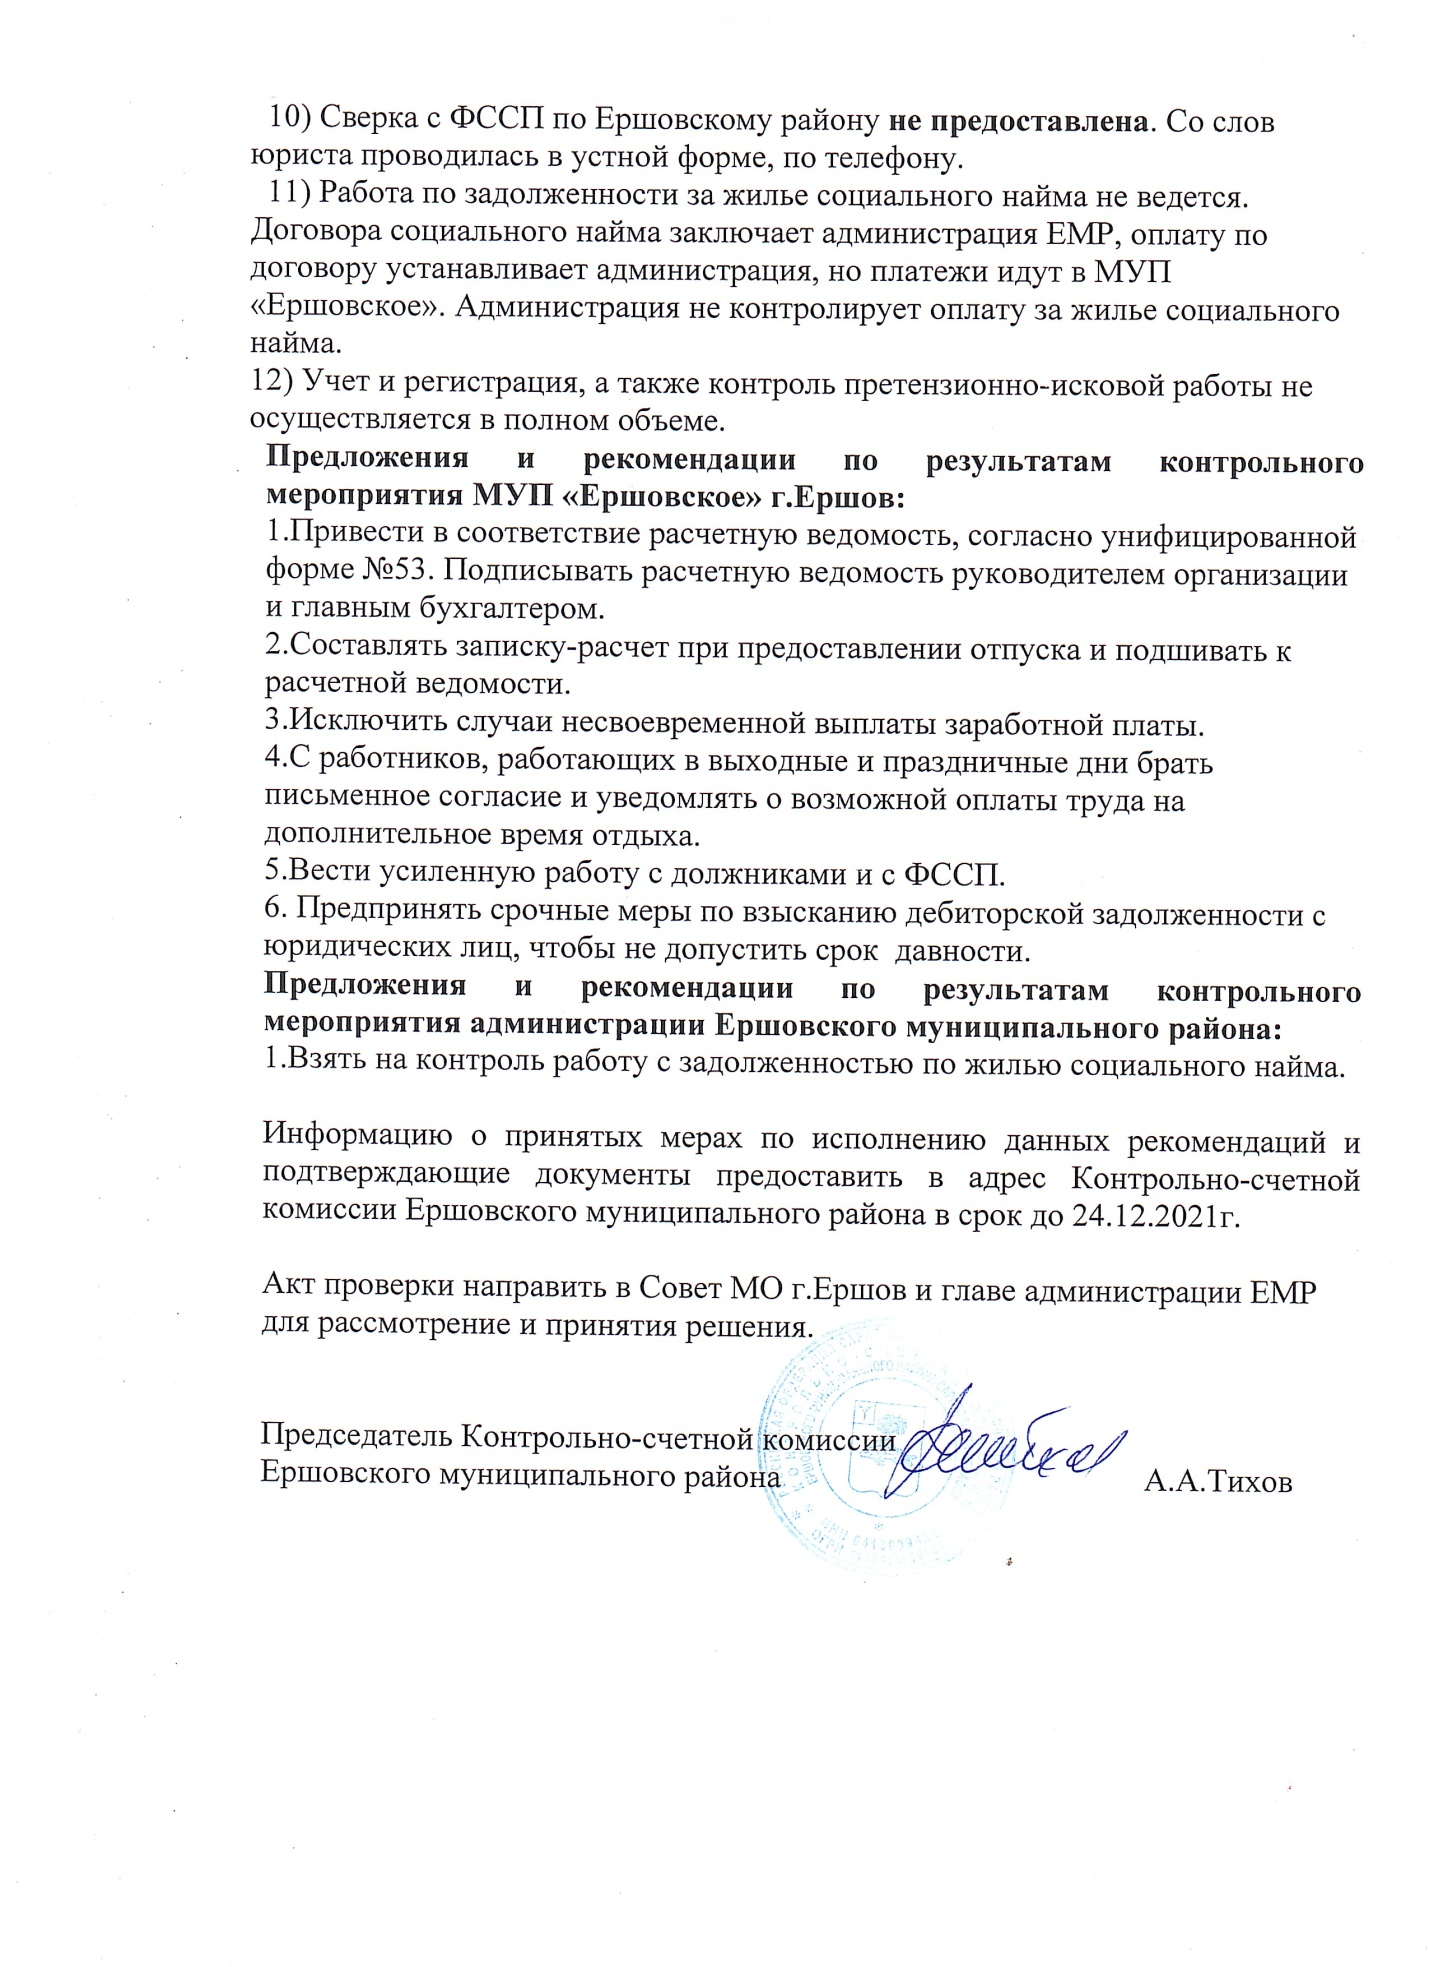 10) Сверка с ФССП по Ершовскому району не предоставлена. Со слов
юриста проводилась в устной форме, по телефону.
11) Работа по задолженности за жилье социального найма не ведется.
Договора социального найма заключает администрация ЕМР, оплату по
договору устанавливает администрация, но платежи идут в МУП
«Ершовское». Администрация не контролирует оплату за жилье социального
найма.
12) Учет и регистрация, а также контроль претензионно-исковой работы не
осуществляется в полном объеме.
Предложения и рекомендации по результатам контрольного
мероприятия МУП «Ершовское» г.Ершов:
1.Привести в соответствие расчетную ведомость, согласно унифицированной
форме №53. Подписывать расчетную ведомость руководителем организации
и главным бухгалтером.
2.Составлять записку-расчет при предоставлении отпуска и подшивать к
расчетной ведомости.
3.Исключить случаи несвоевременной выплаты заработной платы.
4.С работников, работающих в выходные и праздничные дни брать
письменное согласие и уведомлять о возможной оплаты труда на
дополнительное время отдыха.
5.Вести усиленную работу с должниками и с ФССП.
6. Предпринять срочные меры по взысканию дебиторской задолженности с
юридических лиц, чтобы не допустить срок давности.
Предложения и рекомендации по результатам контрольного
мероприятия администрации Ершовского муниципального района:
1.Взять на контроль работу с задолженностью по жилью социального найма.
Информацию о принятых мерах по исполнению данных рекомендаций и
подтверждающие документы предоставить в адрес Контрольно-счетной
комиссии Ершовского муниципального района в срок до 24.12.2021г.
Акт проверки направить в Совет МО г.Ершов и главе администрации ЕМР
для рассмотрение и принятия решения.
Председатель Контрольно-счетной комиссии
Ершовского муниципального района А.А.Тихов